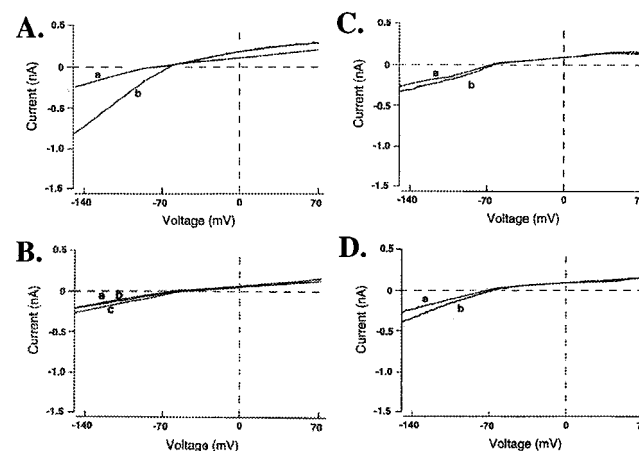 A.
0.5
0
-0.5
-1.0
-1.5
Current (nA)
a
b
-140
-70
0
70
Voltage (mV)
B.
0.5
0
-0.5
-1.0
-1.5
Current (nA)
a b
c
-140
-70
0
70
Voltage (mV)
C.
0.5
0
-0.5
-1.0
-1.5
Current (nA)
a
b
-140
-70
0
70
Voltage (mV)
D.
0.5
0
-0.5
-1.0
-1.5
Current (nA)
a
b
-140
-70
0
70
Voltage (mV)